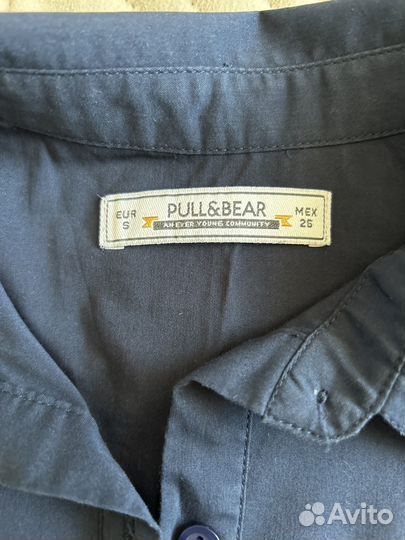 EUR
S
PULL&BEAR
AN EVER YOUNG COMMUNITY
MEX
26
Avito